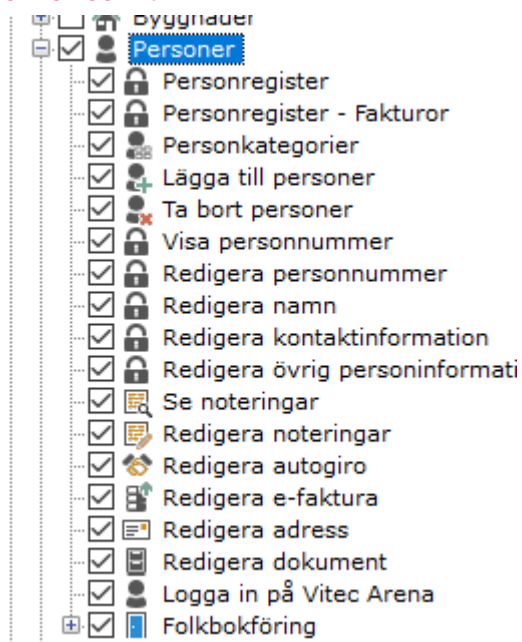 Byggnader
Personer
Personregister
Personregister - Fakturor
Personkategorier
Lägga till personer
Ta bort personer
Visa personnummer
Redigera personnummer
Redigera namn
Redigera kontaktinformation
Redigera övrig personinformati
Se noteringar
Redigera noteringar
Redigera autogiro
Redigera e-faktura
Redigera adress
Redigera dokument
Logga in på Vitec Arena
Folkbokföring